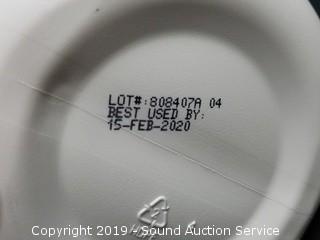 LOT#:808407A 04
BEST USED BY:
15-FEB-2020
Copyright 2019 - Sound Auction Service